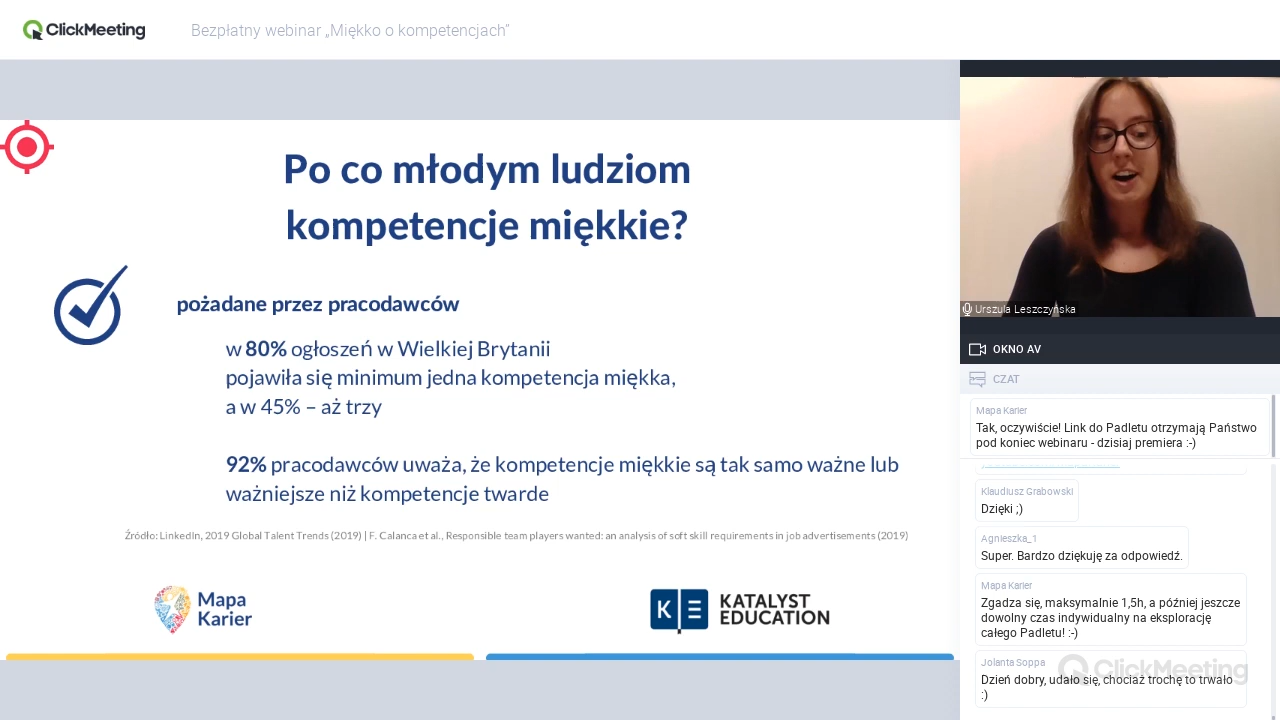 ClickMeeting
Bezpłatny webinar „Miękko o kompetencjach”
Po co młodym ludziom
kompetencje miękkie?
pożadane przez pracodawców
w 80% ogłoszeń w Wielkiej Brytanii
pojawiła się minimum jedna kompetencja miękka,
a w 45% – aż trzy
92% pracodawców uważa, że kompetencje miękkie są tak samo ważne lub
ważniejsze niż kompetencje twarde
Źródło: LinkedIn, 2019 Global Talent Trends (2019) | F. Calanca et al., Responsible team players wanted: an analysis of soft skill requirements in job advertisements (2019)
Mapa
Karier
K E
KATALYST
EDUCATION
Urszula Leszczyńska
OKNO AV
CZAT
Mapa Karier
Tak, oczywiście! Link do Padletu otrzymają Państwo
pod koniec webinaru - dzisiaj premiera :-)
Klaudiusz Grabowski
Dzięki ;)
Agnieszka_1
Super. Bardzo dziękuję za odpowiedź.
Mapa Karier
Zgadza się, maksymalnie 1,5h, a później jeszcze
dowolny czas indywidualny na eksplorację
całego Padletu! :-)
Jolanta Soppa
Dzień dobry, udało się, chociaż trochę to trwało
:)
ClickMeeting